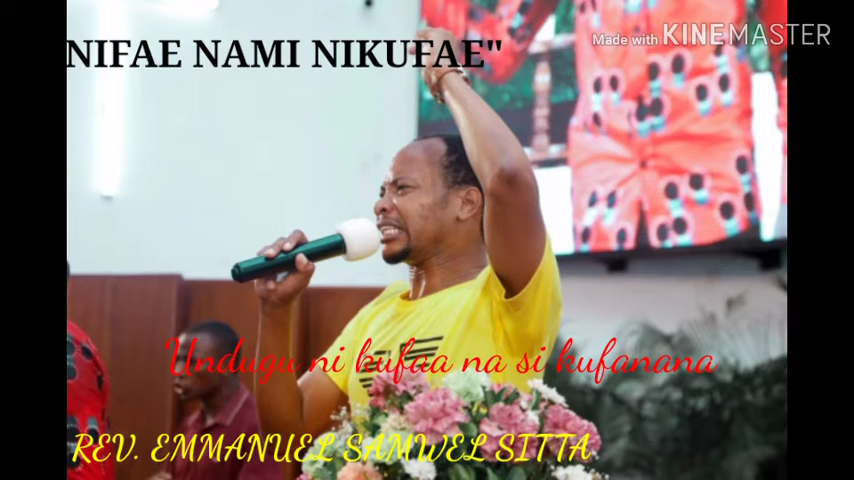 NIFAE NAMI NIKUFAE"
Made with KINEMASTER
Undugu ni kufaa na si kufanana
REV. EMMANUEL SAMWEL SITTA